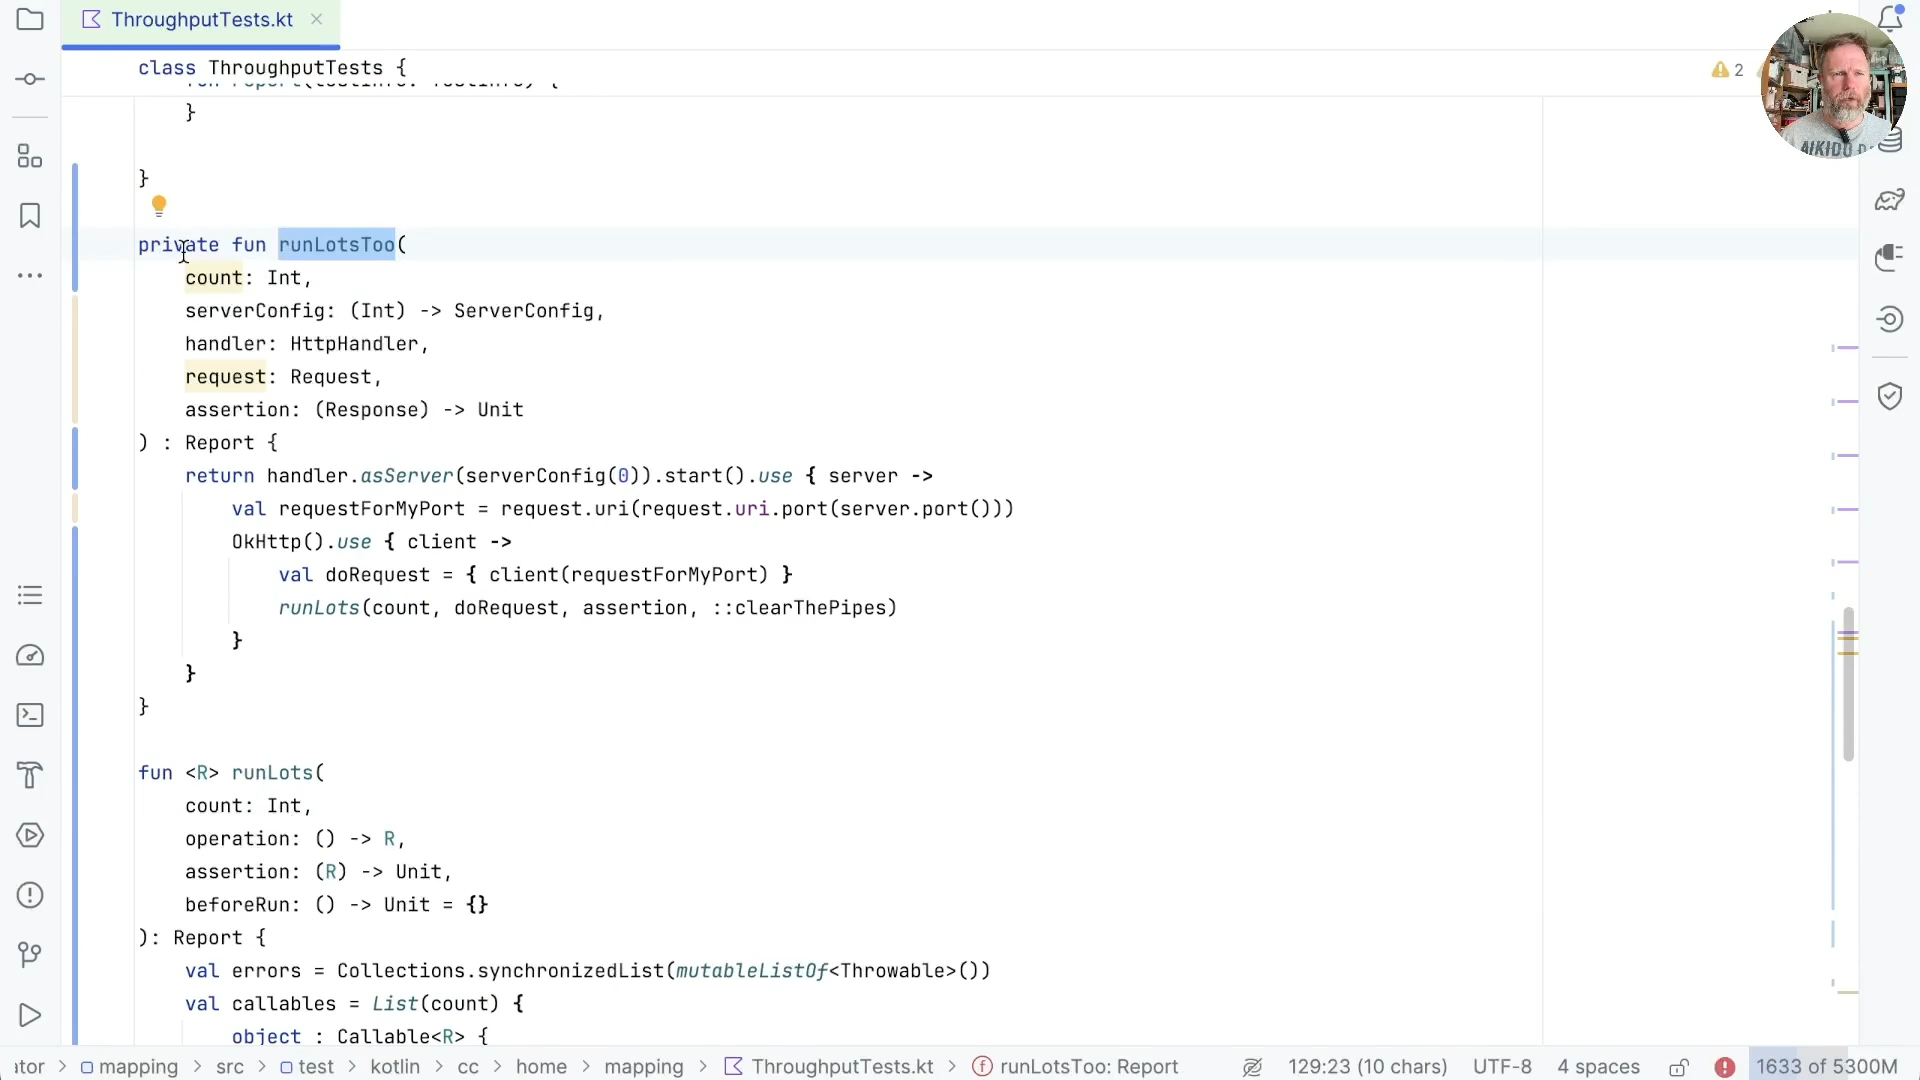 ThroughputTests.kt
class ThroughputTests {
2
}
}
private fun runLotsToo(
count: Int,
serverConfig: (Int) -> ServerConfig,
handler: HttpHandler,
request: Request,
assertion: (Response) -> Unit
) : Report {
return handler.asServer(serverConfig(0)).start().use { server ->
val requestForMyPort = request.uri(request.uri.port(server.port()))
OkHttp().use { client ->
val doRequest = { client(requestForMyPort) }
runLots(count, doRequest, assertion, ::clearThePipes)
}
}
}
fun <R> runLots(
count: Int,
operation: () -> R,
assertion: (R) -> Unit,
beforeRun: () -> Unit = {}
): Report {
val errors = Collections.synchronizedList(mutableListOf<Throwable>())
val callables = List(count) {
object : Callable<R> {
ator > mapping > src > test > kotlin > cc > home > mapping > ThroughputTests.kt > runLotsToo: Report 129:23 (10 chars) UTF-8 4 spaces 1633 of 5300M
AIKIDO